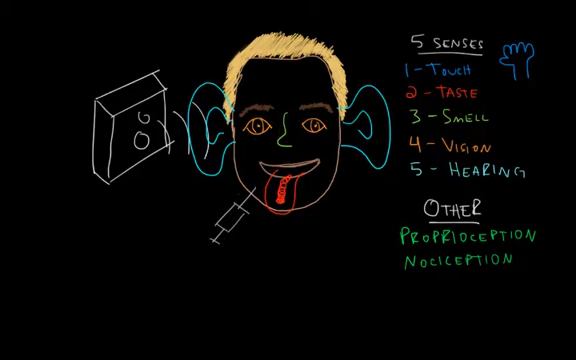 5 SENSES
1 - TOUCH
2 - TASTE
3 - SMELL
4 - VISION
5 - HEARING
OTHER
PROPRIOCEPTION
NOCICEPTION